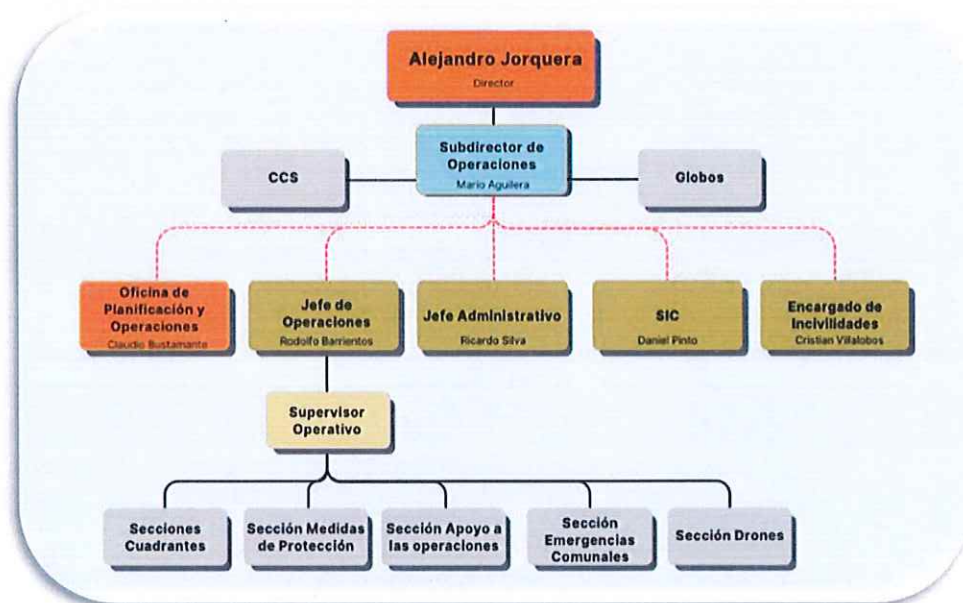 Alejandro Jorquera
Director
Subdirector de
Operaciones
Mario Aguilera
CCS
Globos
Oficina de
Planificación y
Operaciones
Claudio Bustamante
Jefe de
Operaciones
Rodolfo Barrientos
Jefe Administrativo
Ricardo Silva
SIC
Daniel Pinto
Encargado de
Incivilidades
Cristian Villalobos
Supervisor
Operativo
Secciones
Cuadrantes
Sección Medidas
de Protección
Sección Apoyo a
las operaciones
Sección
Emergencias
Comunales
Sección Drones